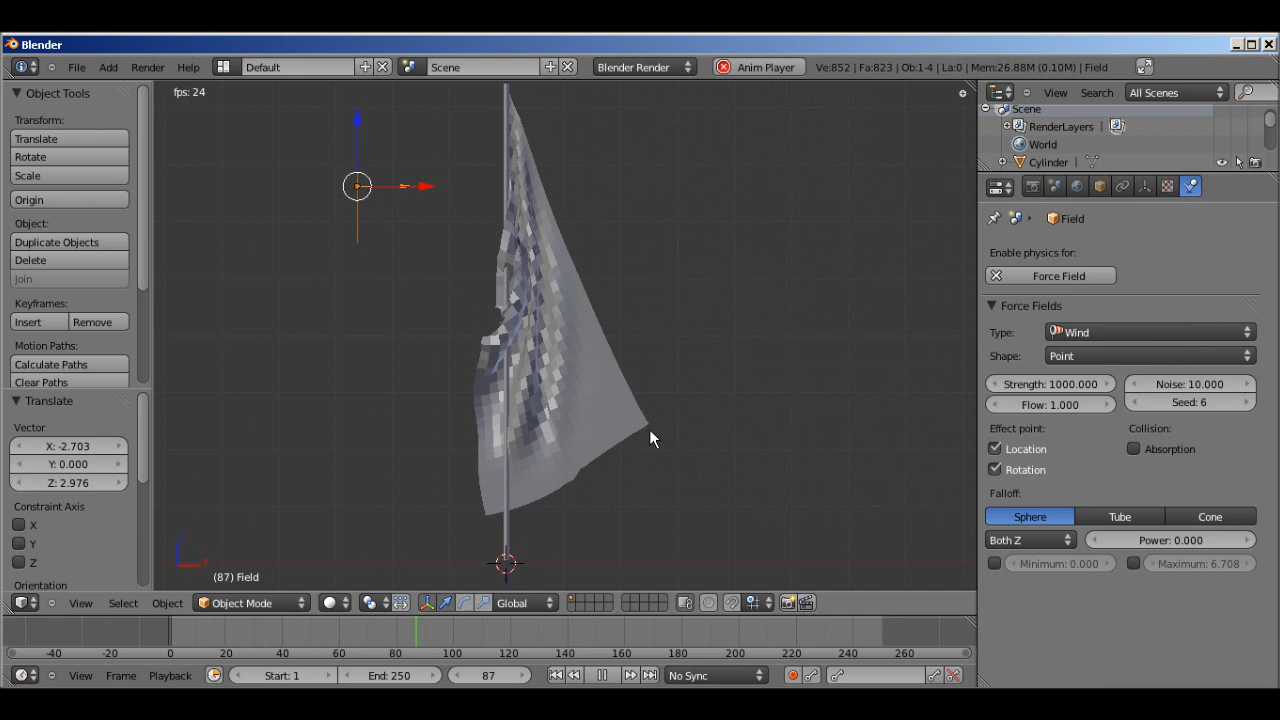 Blender
File Add Render Help Default Scene Blender Render Anim Player Ve:852 | Fa:823 | Ob:1-4 | La:0 | Mem:26.88M (0.10M) | Field
Object Tools
Transform:
Translate
Rotate
Scale
Origin
Object:
Duplicate Objects
Delete
Join
Keyframes:
Insert Remove
Motion Paths:
Calculate Paths
Clear Paths
Translate
Vector
X: -2.703
Y: 0.000
Z: 2.976
Constraint Axis
X
Y
Z
Orientation
fps: 24
(87) Field
View Select Object Object Mode Global
-40 -20 0 20 40 60 80 100 120 140 160 180 200 220 240 260
View Frame Playback Start: 1 End: 250 87 No Sync
View Search All Scenes
Scene
RenderLayers |
World
Cylinder |
Field
Enable physics for:
Force Field
Force Fields
Type: Wind
Shape: Point
Strength: 1000.000 Noise: 10.000
Flow: 1.000 Seed: 6
Effect point: Collision:
Location Absorption
Rotation
Falloff:
Sphere Tube Cone
Both Z Power: 0.000
Minimum: 0.000 Maximum: 6.708